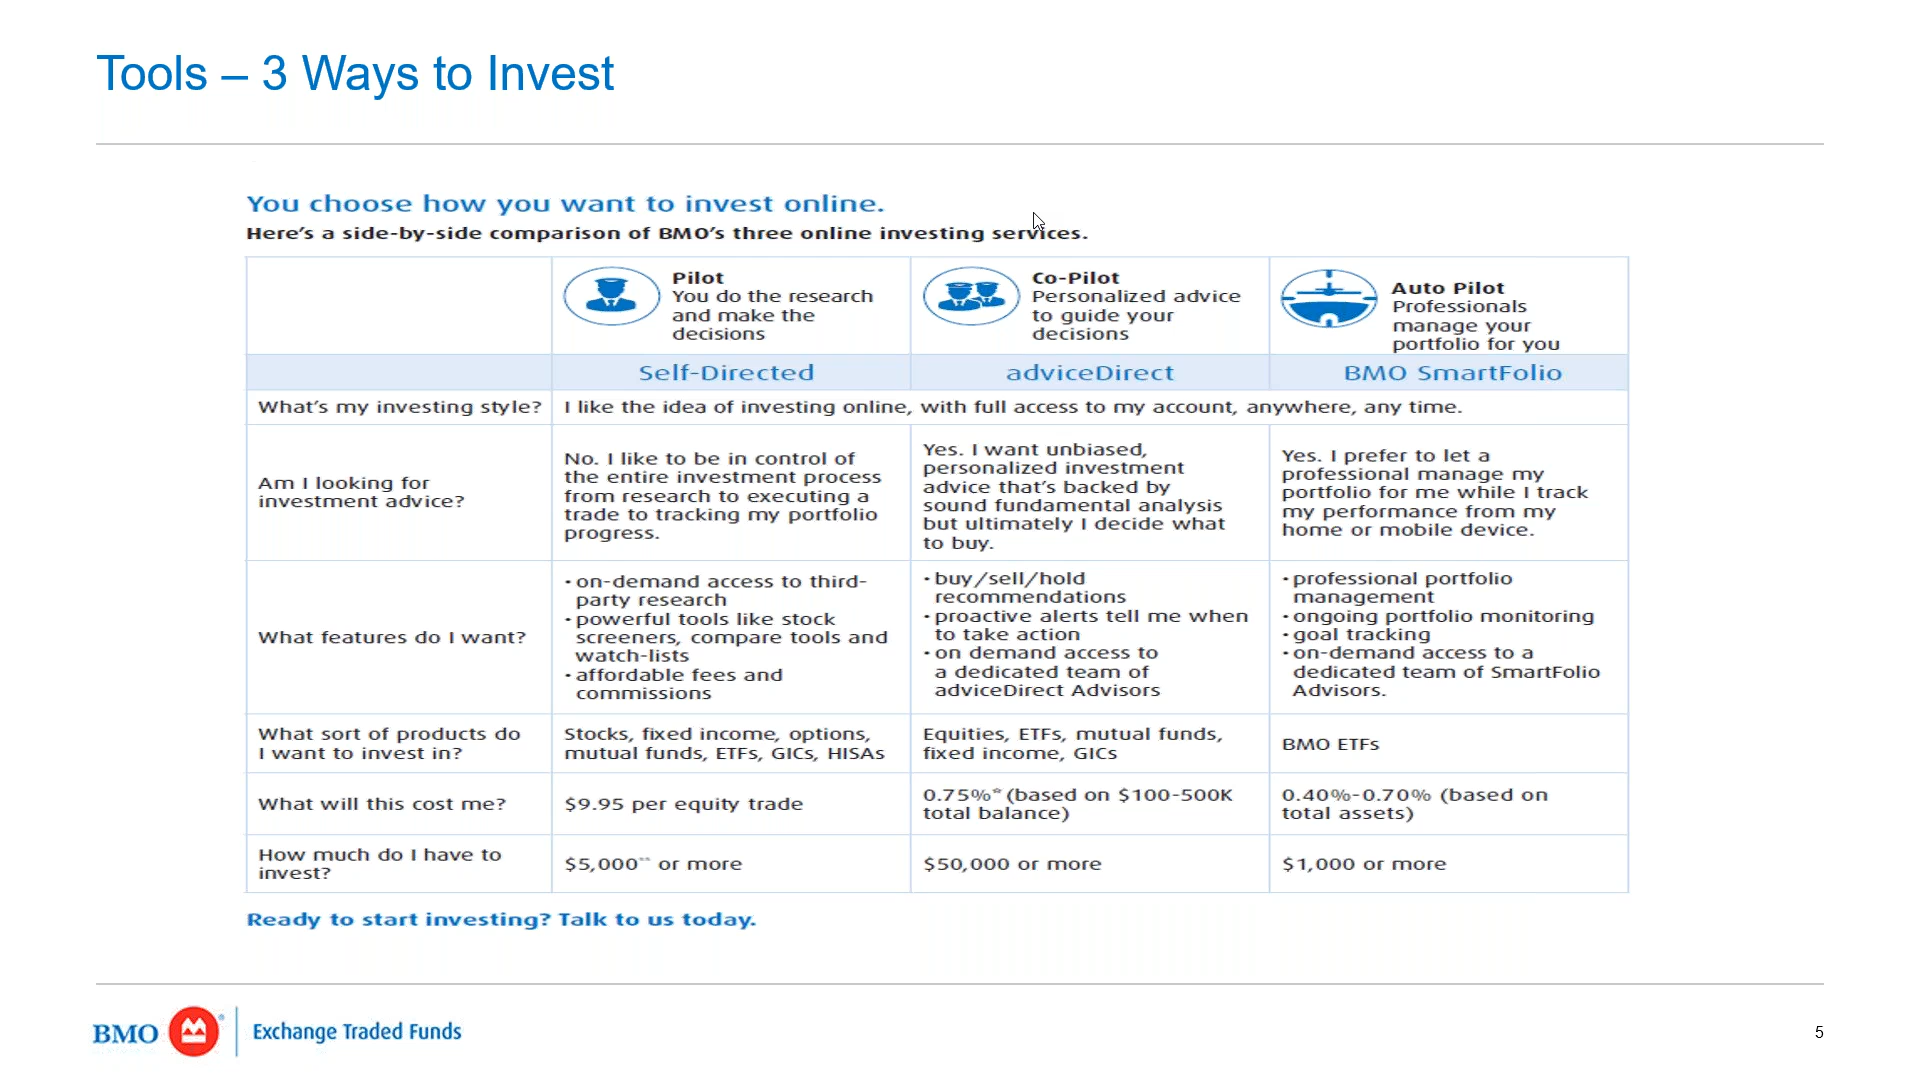 Tools – 3 Ways to Invest
You choose how you want to invest online.
Here's a side-by-side comparison of BMO's three online investing services.
Pilot
You do the research
and make the
decisions
Co-Pilot
Personalized advice
to guide your
decisions
Auto Pilot
Professionals
manage your
portfolio for you
Self-Directed
adviceDirect
BMO SmartFolio
What's my investing style?
I like the idea of investing online, with full access to my account, anywhere, any time.
Am I looking for
investment advice?
No. I like to be in control of
the entire investment process
from research to executing a
trade to tracking my portfolio
progress.
Yes. I want unbiased,
personalized investment
advice that's backed by
sound fundamental analysis
but ultimately I decide what
to buy.
Yes. I prefer to let a
professional manage my
portfolio for me while I track
my performance from my
home or mobile device.
What features do I want?
• on-demand access to third-
party research
• powerful tools like stock
screeners, compare tools and
watch-lists
• affordable fees and
commissions
• buy/sell/hold
recommendations
• proactive alerts tell me when
to take action
• on demand access to
a dedicated team of
adviceDirect Advisors
• professional portfolio
management
• ongoing portfolio monitoring
• goal tracking
• on-demand access to a
dedicated team of SmartFolio
Advisors.
What sort of products do
I want to invest in?
Stocks, fixed income, options,
mutual funds, ETFs, GICs, HISAs
Equities, ETFs, mutual funds,
fixed income, GICs
BMO ETFs
What will this cost me?
$9.95 per equity trade
0.75%* (based on $100-500K
total balance)
0.40%-0.70% (based on
total assets)
How much do I have to
invest?
$5,000** or more
$50,000 or more
$1,000 or more
Ready to start investing? Talk to us today.
BMO
Exchange Traded Funds
5